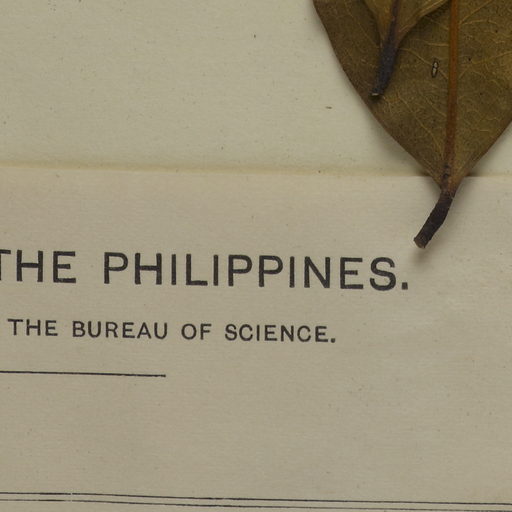 THE PHILIPPINES.
THE BUREAU OF SCIENCE.